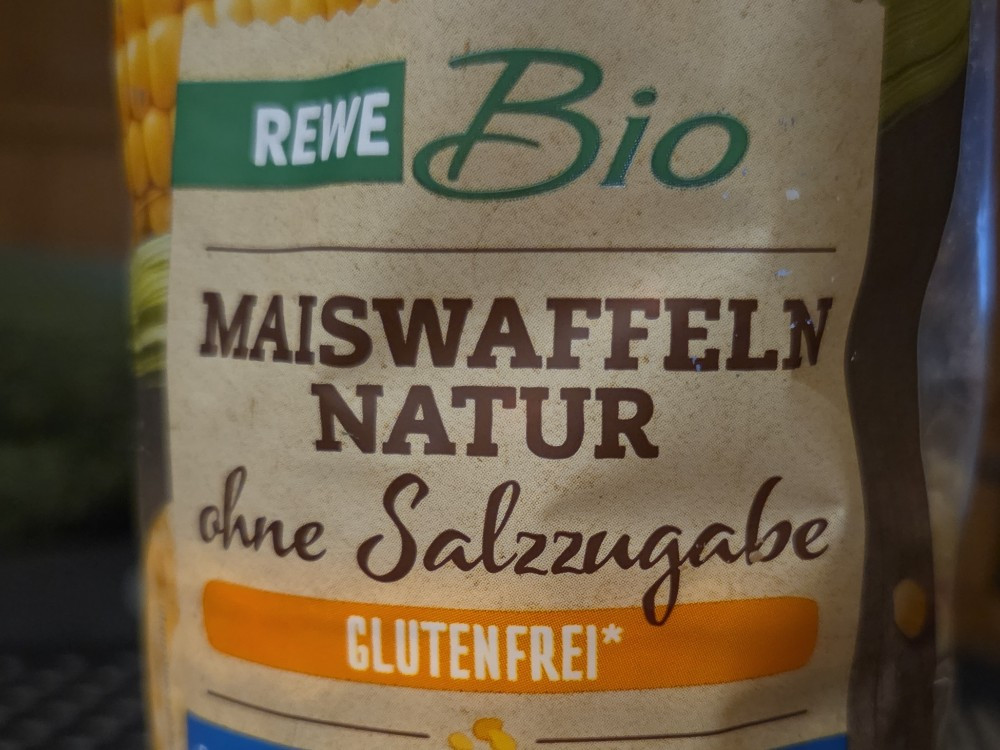 REWE Bio
MAISWAFFELN
NATUR
ohne Salzzugabe
GLUTENFREI*